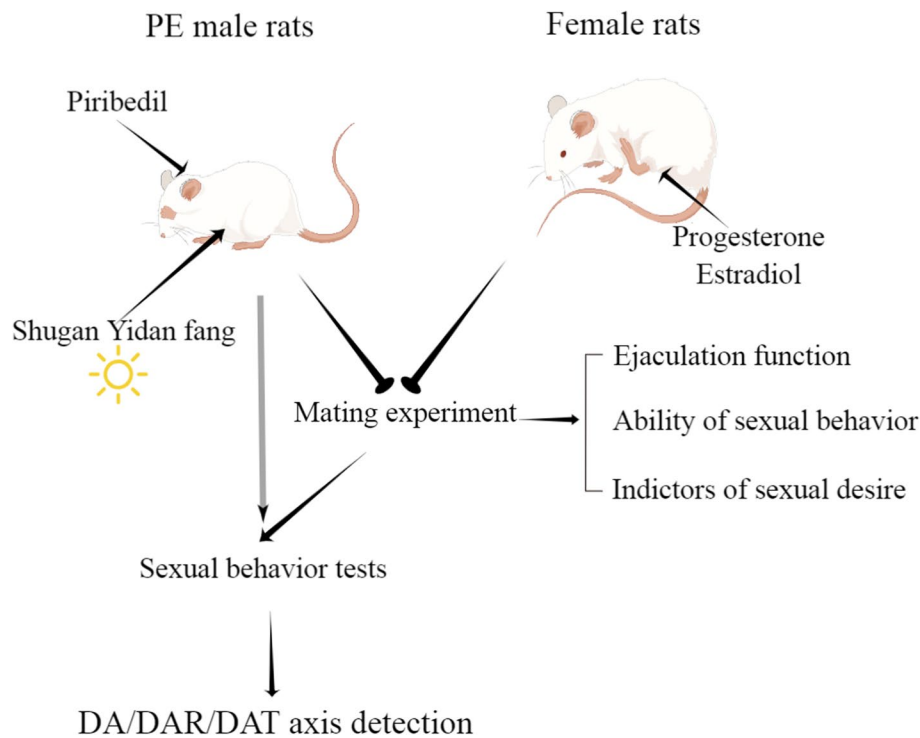 PE male rats
Female rats
Piribedil
Progesterone
Estradiol
Shugan Yidan fang
Ejaculation function
Mating experiment
Ability of sexual behavior
Indictors of sexual desire
Sexual behavior tests
DA/DAR/DAT axis detection